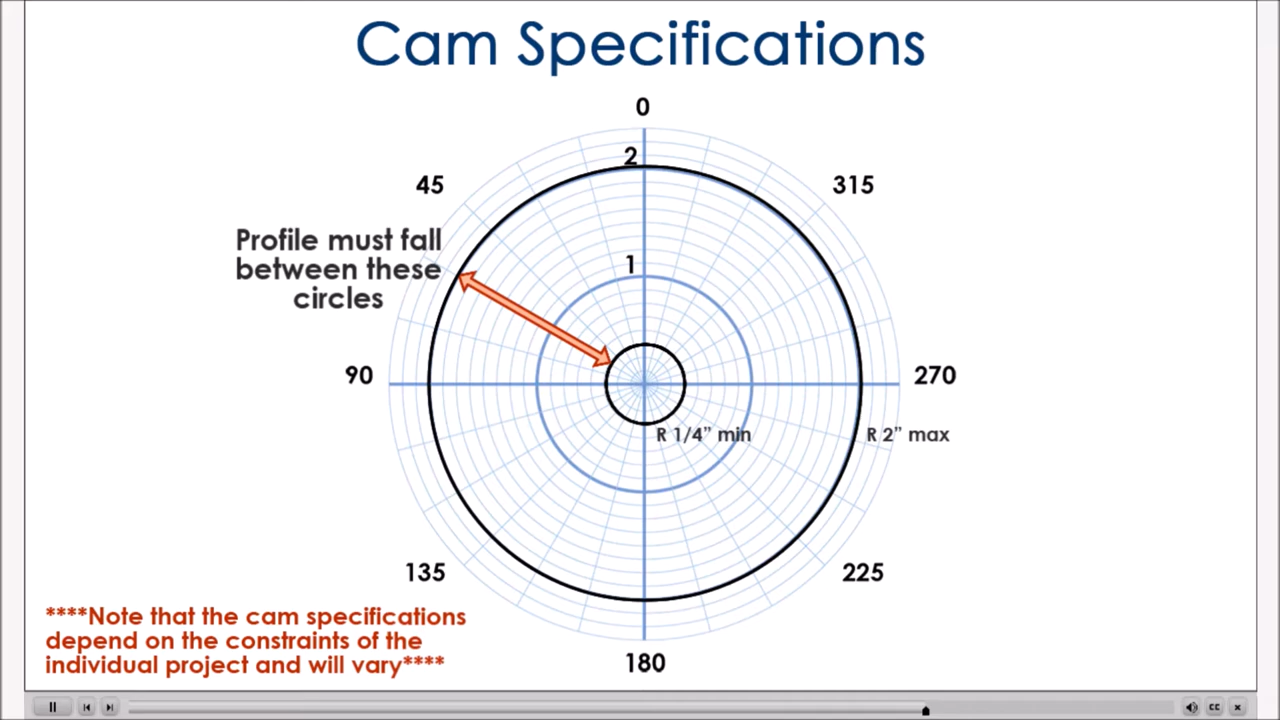 Cam Specifications
0
2
45
315
Profile must fall
between these
circles
1
90
270
R 1/4” min
R 2” max
135
225
****Note that the cam specifications
depend on the constraints of the
individual project and will vary****
180
CC